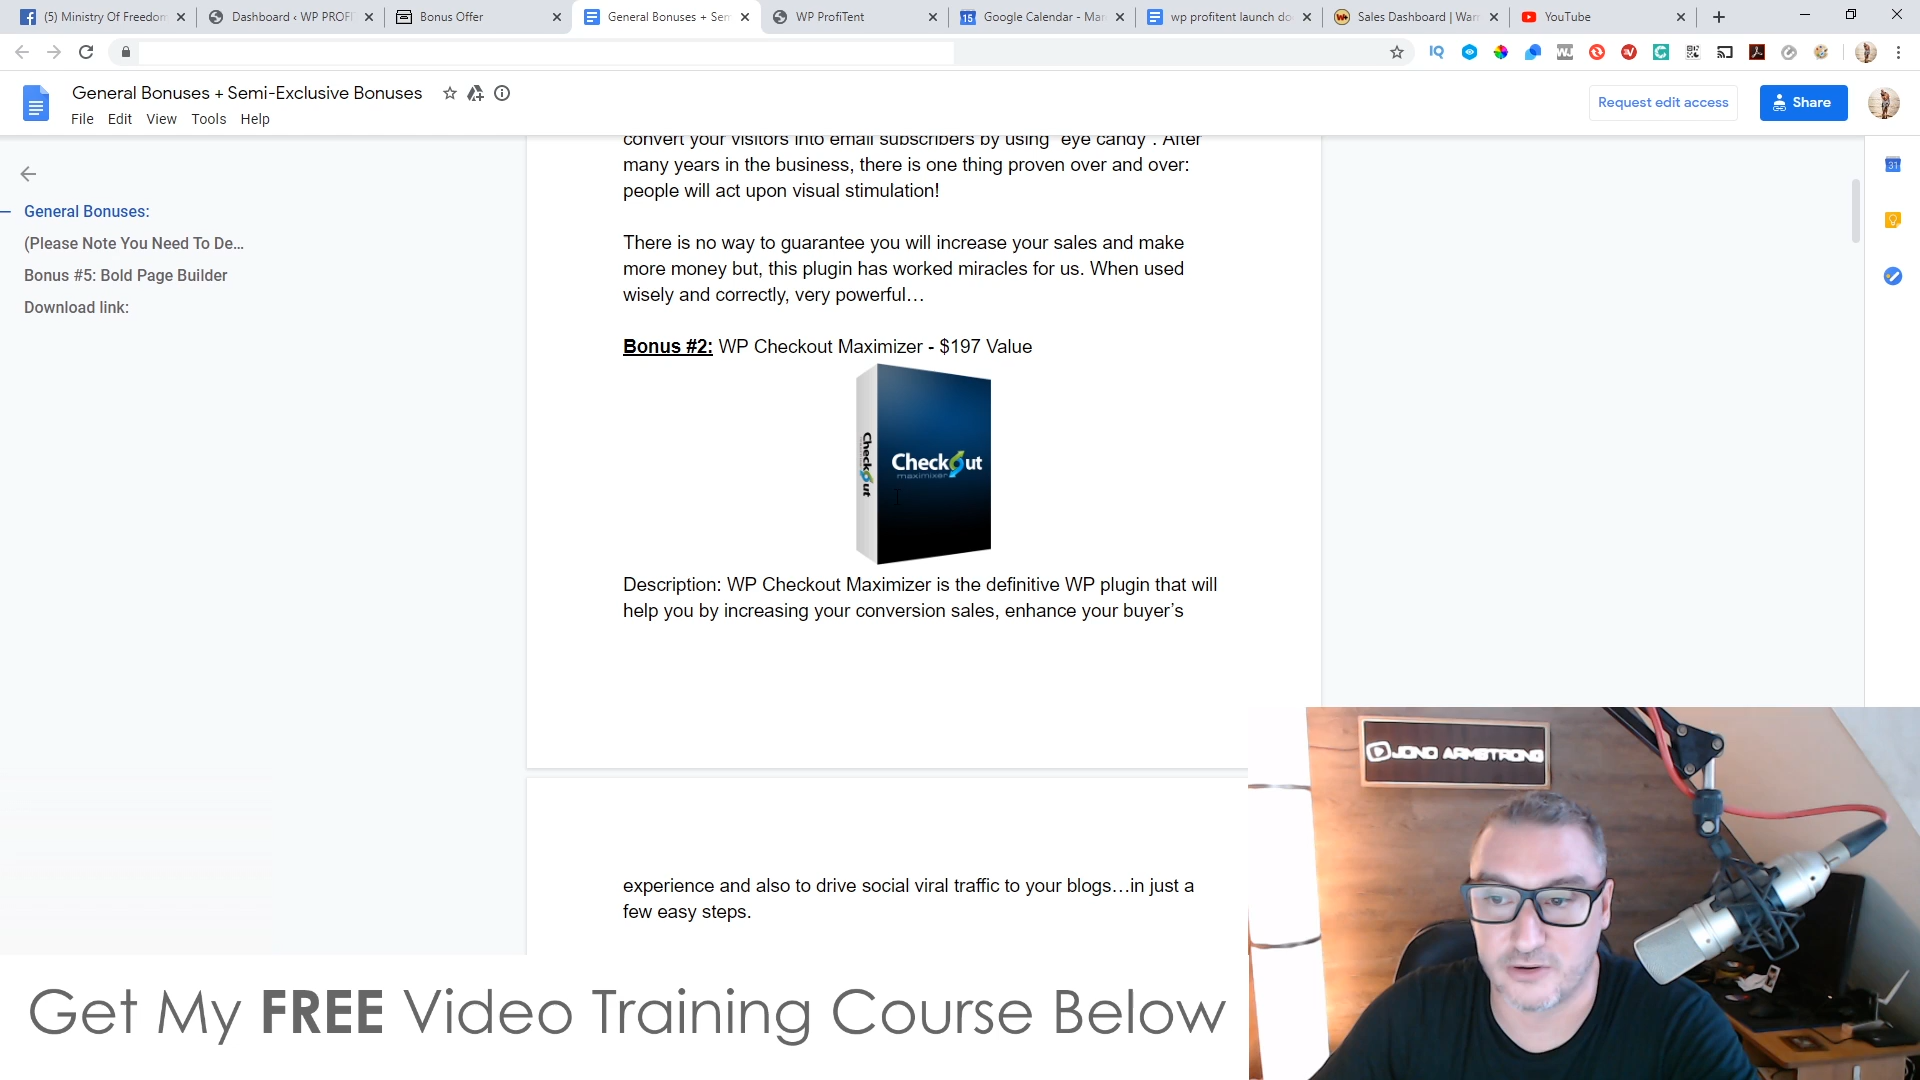 (5) Ministry Of Freedom
Dashboard ‹ WP PROFI
Bonus Offer
General Bonuses + Sem
WP ProfiTent
Google Calendar - Mar
wp profitent launch do
Sales Dashboard | Warr
YouTube
General Bonuses + Semi-Exclusive Bonuses
File Edit View Tools Help
Request edit access
Share
General Bonuses:
(Please Note You Need To De...
Bonus #5: Bold Page Builder
Download link:
convert your visitors into email subscribers by using "eye candy". After
many years in the business, there is one thing proven over and over:
people will act upon visual stimulation!
There is no way to guarantee you will increase your sales and make
more money but, this plugin has worked miracles for us. When used
wisely and correctly, very powerful…
Bonus #2: WP Checkout Maximizer - $197 Value
Checkout
Checkout
maximixer
Description: WP Checkout Maximizer is the definitive WP plugin that will
help you by increasing your conversion sales, enhance your buyer's
experience and also to drive social viral traffic to your blogs…in just a
few easy steps.
JONO ARMSTRONG
Get My FREE Video Training Course Below